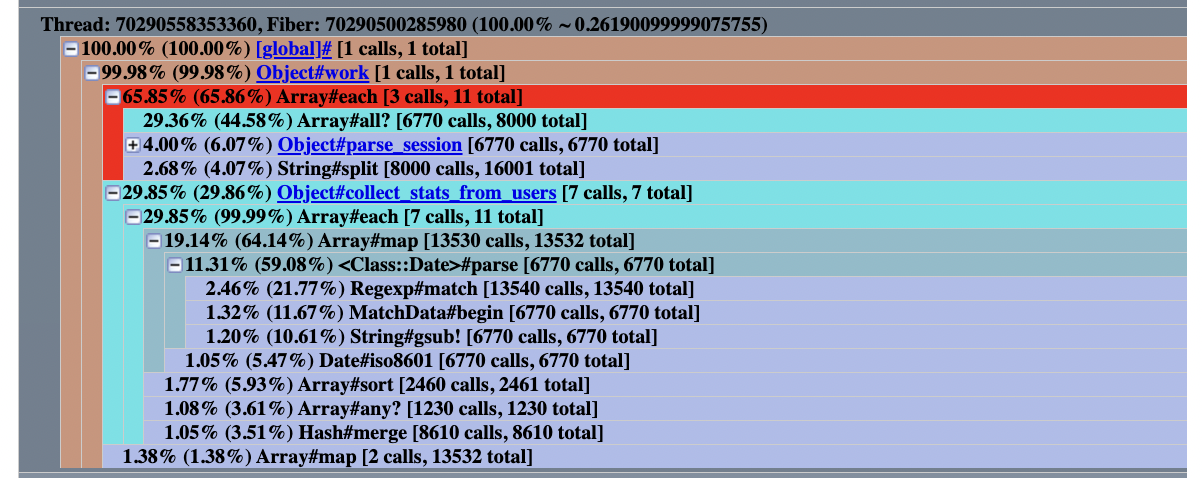 Thread: 70290558353360, Fiber: 70290500285980 (100.00% ~ 0.26190099999075755)
100.00% (100.00%) [global]# [1 calls, 1 total]
99.98% (99.98%) Object#work [1 calls, 1 total]
65.85% (65.86%) Array#each [3 calls, 11 total]
29.36% (44.58%) Array#all? [6770 calls, 8000 total]
4.00% (6.07%) Object#parse_session [6770 calls, 6770 total]
2.68% (4.07%) String#split [8000 calls, 16001 total]
29.85% (29.86%) Object#collect_stats_from_users [7 calls, 7 total]
29.85% (99.99%) Array#each [7 calls, 11 total]
19.14% (64.14%) Array#map [13530 calls, 13532 total]
11.31% (59.08%) <Class::Date>#parse [6770 calls, 6770 total]
2.46% (21.77%) Regexp#match [13540 calls, 13540 total]
1.32% (11.67%) MatchData#begin [6770 calls, 6770 total]
1.20% (10.61%) String#gsub! [6770 calls, 6770 total]
1.05% (5.47%) Date#iso8601 [6770 calls, 6770 total]
1.77% (5.93%) Array#sort [2460 calls, 2461 total]
1.08% (3.61%) Array#any? [1230 calls, 1230 total]
1.05% (3.51%) Hash#merge [8610 calls, 8610 total]
1.38% (1.38%) Array#map [2 calls, 13532 total]